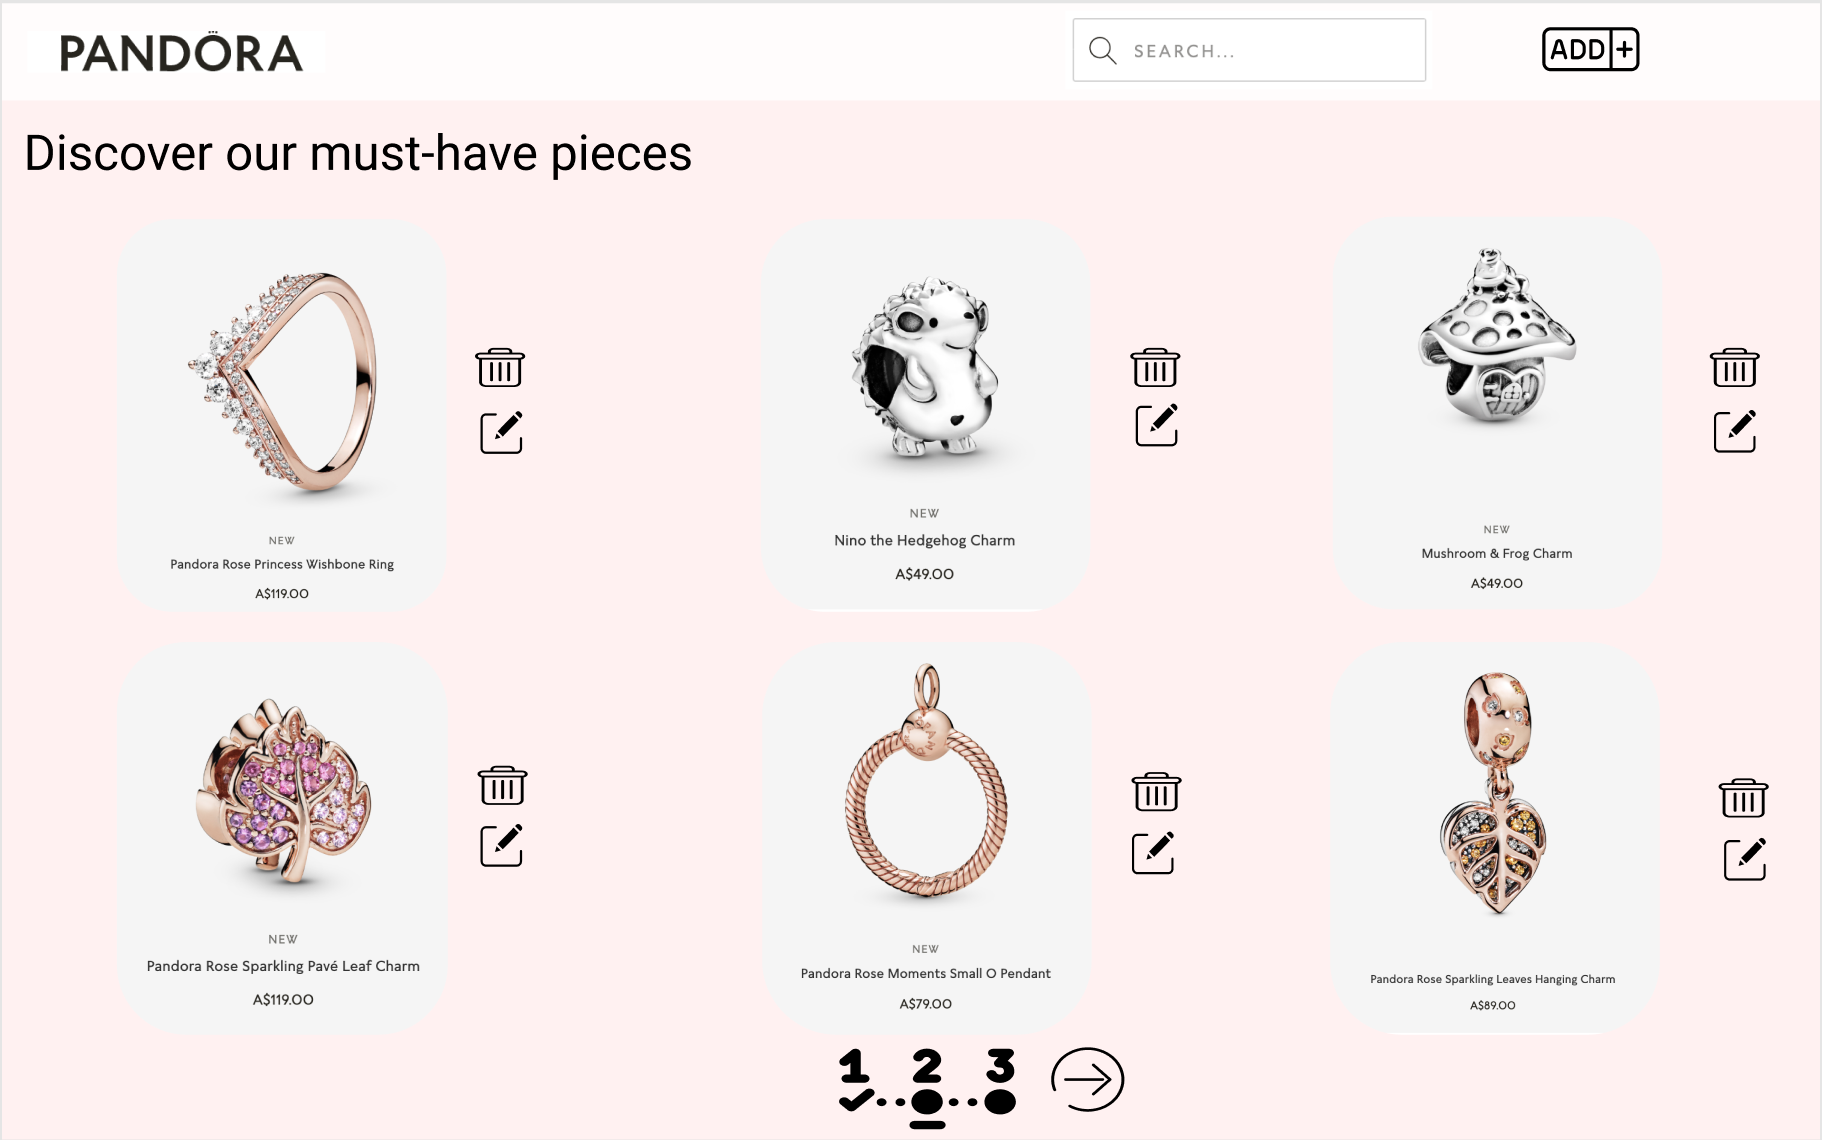 PANDÖRA
SEARCH...
ADD +
Discover our must-have pieces
NEW
Pandora Rose Princess Wishbone Ring
A$119.00
NEW
Nino the Hedgehog Charm
A$49.00
NEW
Mushroom & Frog Charm
A$49.00
NEW
Pandora Rose Sparkling Pavé Leaf Charm
A$119.00
NEW
Pandora Rose Moments Small O Pendant
A$79.00
Pandora Rose Sparkling Leaves Hanging Charm
A$89.00
1 2 3